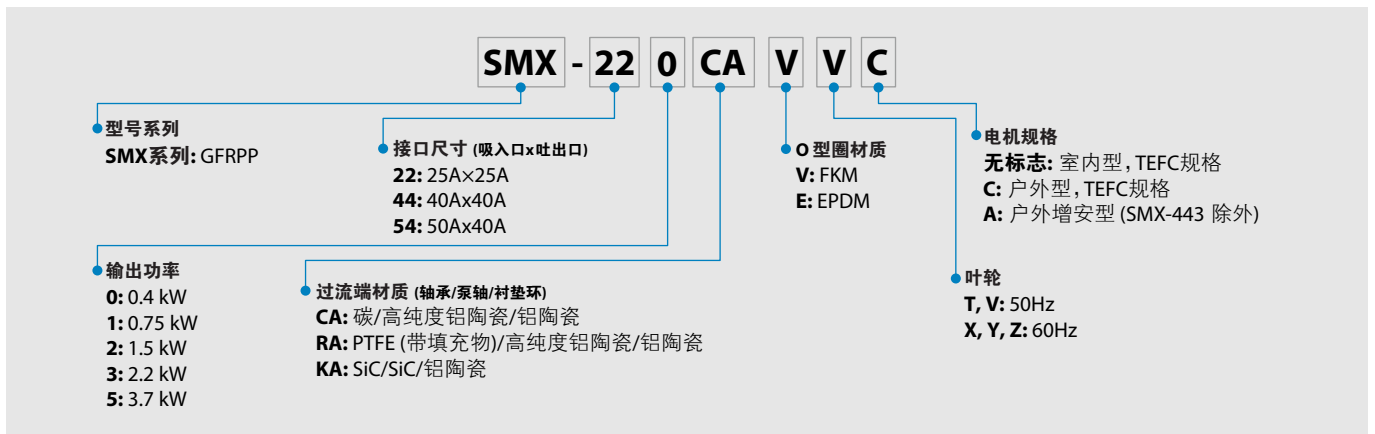 SMX - 22 0 CA V V C
型号系列
SMX系列: GFRPP
接口尺寸 (吸入口x吐出口)
22: 25A×25A
44: 40Ax40A
54: 50Ax40A
O 型圈材质
V: FKM
E: EPDM
电机规格
无标志: 室内型, TEFC规格
C: 户外型, TEFC规格
A: 户外增安型 (SMX-443 除外)
输出功率
0: 0.4 kW
1: 0.75 kW
2: 1.5 kW
3: 2.2 kW
5: 3.7 kW
过流端材质 (轴承/泵轴/衬垫环)
CA: 碳/高纯度铝陶瓷/铝陶瓷
RA: PTFE (带填充物)/高纯度铝陶瓷/铝陶瓷
KA: SiC/SiC/铝陶瓷
叶轮
T, V: 50Hz
X, Y, Z: 60Hz